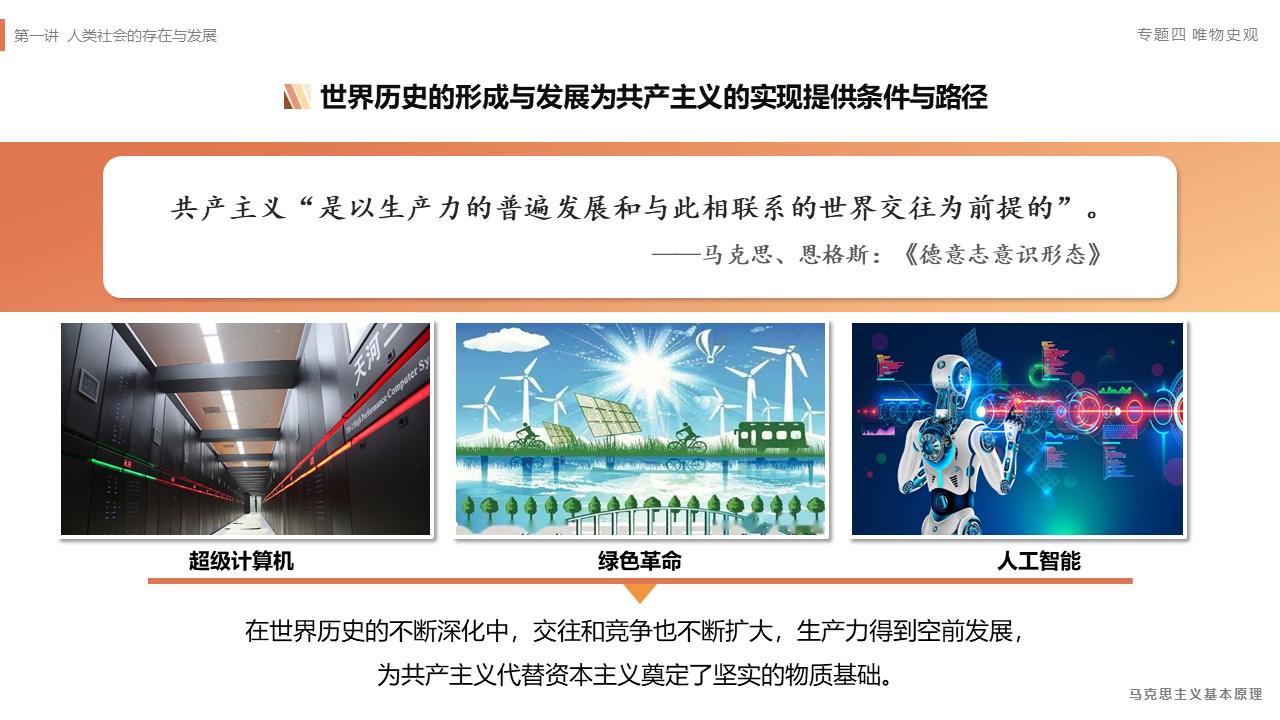 第一讲 人类社会的存在与发展
专题四 唯物史观
世界历史的形成与发展为共产主义的实现提供条件与路径
共产主义“是以生产力的普遍发展和与此相联系的世界交往为前提的”。
——马克思、恩格斯：《德意志意识形态》
天河二
High Performance Computer Sy
超级计算机
绿色革命
人工智能
在世界历史的不断深化中，交往和竞争也不断扩大，生产力得到空前发展，
为共产主义代替资本主义奠定了坚实的物质基础。
马克思主义基本原理